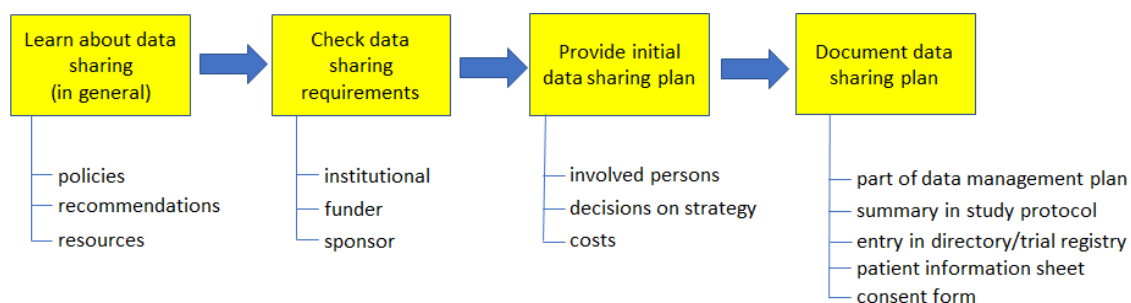 Learn about data
sharing
(in general)
Check data
sharing
requirements
Provide initial
data sharing plan
Document data
sharing plan
policies
recommendations
resources
institutional
funder
sponsor
involved persons
decisions on strategy
costs
part of data management plan
summary in study protocol
entry in directory/trial registry
patient information sheet
consent form